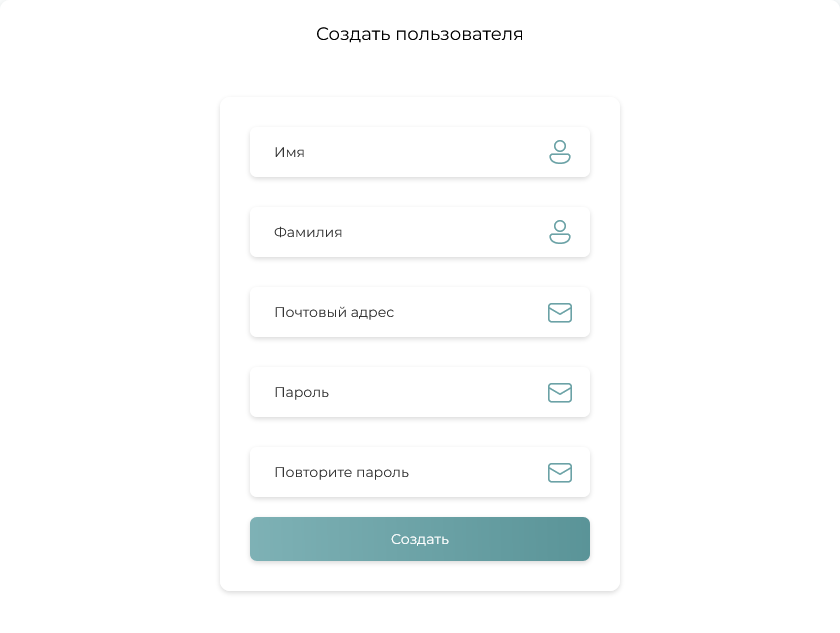 Создать пользователя
Имя
Фамилия
Почтовый адрес
Пароль
Повторите пароль
Создать